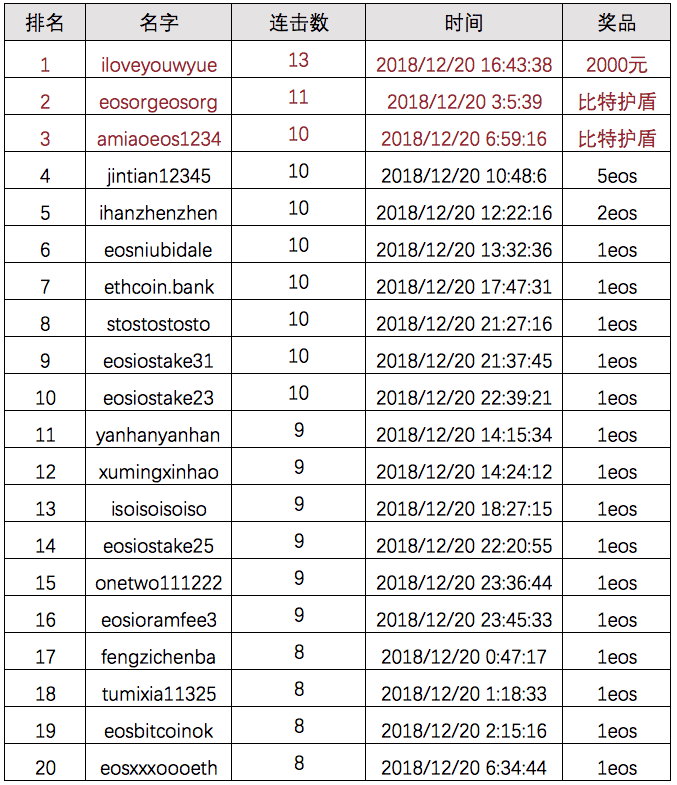 排名 名字 连击数 时间 奖品
1 iloveyouwyue 13 2018/12/20 16:43:38 2000元
2 eosorgeosorg 11 2018/12/20 3:5:39 比特护盾
3 amiaoeos1234 10 2018/12/20 6:59:16 比特护盾
4 jintian12345 10 2018/12/20 10:48:6 5eos
5 ihanzhenzhen 10 2018/12/20 12:22:16 2eos
6 eosniubidale 10 2018/12/20 13:32:36 1eos
7 ethcoin.bank 10 2018/12/20 17:47:31 1eos
8 stostostosto 10 2018/12/20 21:27:16 1eos
9 eosiostake31 10 2018/12/20 21:37:45 1eos
10 eosiostake23 10 2018/12/20 22:39:21 1eos
11 yanhanyanhan 9 2018/12/20 14:15:34 1eos
12 xumingxinhao 9 2018/12/20 14:24:12 1eos
13 isoisoisoiso 9 2018/12/20 18:27:15 1eos
14 eosiostake25 9 2018/12/20 22:20:55 1eos
15 onetwo111222 9 2018/12/20 23:36:44 1eos
16 eosioramfee3 9 2018/12/20 23:45:33 1eos
17 fengzichenba 8 2018/12/20 0:47:17 1eos
18 tumixia11325 8 2018/12/20 1:18:33 1eos
19 eosbitcoinok 8 2018/12/20 2:15:16 1eos
20 eosxxxoooeth 8 2018/12/20 6:34:44 1eos